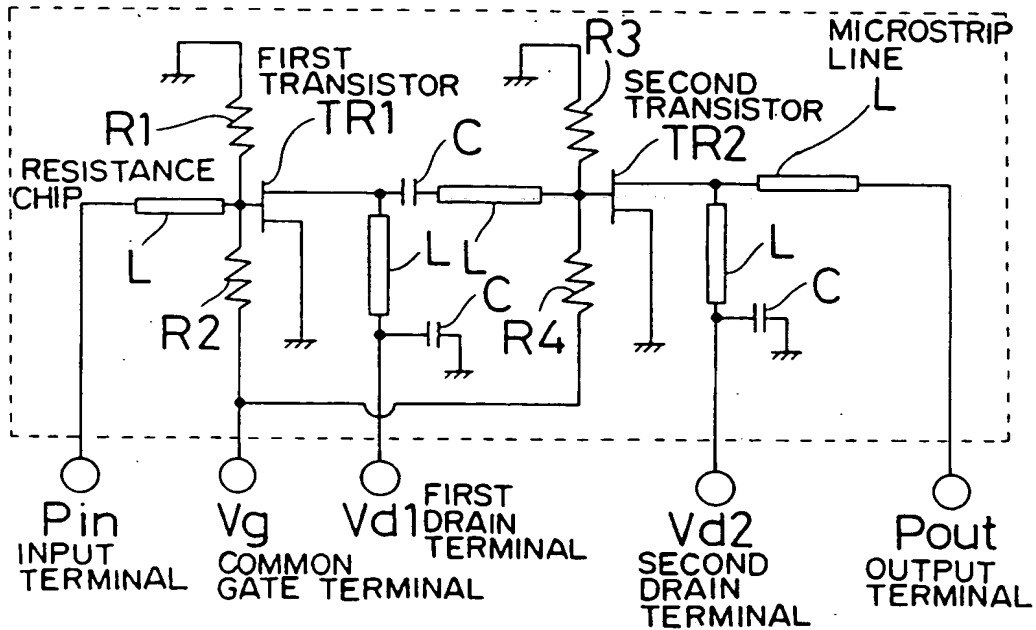 R3
MICROSTRIP
LINE
L
FIRST
TRANSISTOR
TR1
SECOND
TRANSISTOR
TR2
R1
C
RESISTANCE
CHIP
L
L
L
L
R2
C
R4
C
Pin
INPUT
TERMINAL
Vg
COMMON
GATE TERMINAL
Vd1
FIRST
DRAIN
TERMINAL
Vd2
SECOND
DRAIN
TERMINAL
Pout
OUTPUT
TERMINAL